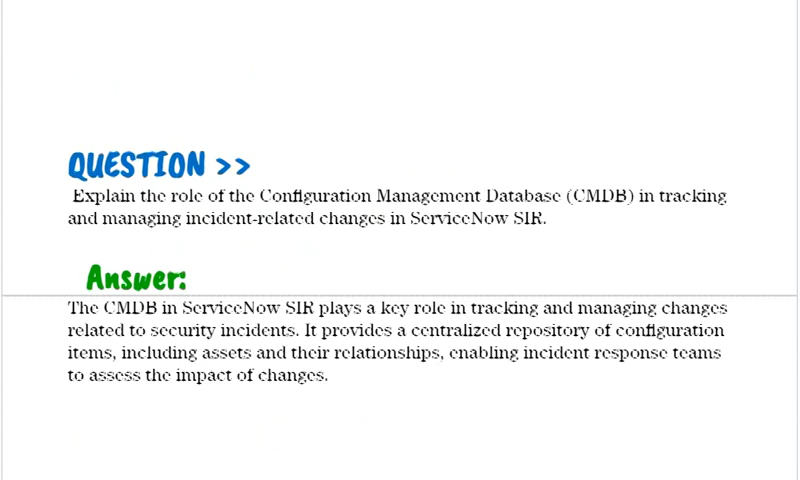 QUESTION >>
Explain the role of the Configuration Management Database (CMDB) in tracking
and managing incident-related changes in ServiceNow SIR.
Answer:
The CMDB in ServiceNow SIR plays a key role in tracking and managing changes
related to security incidents. It provides a centralized repository of configuration
items, including assets and their relationships, enabling incident response teams
to assess the impact of changes.